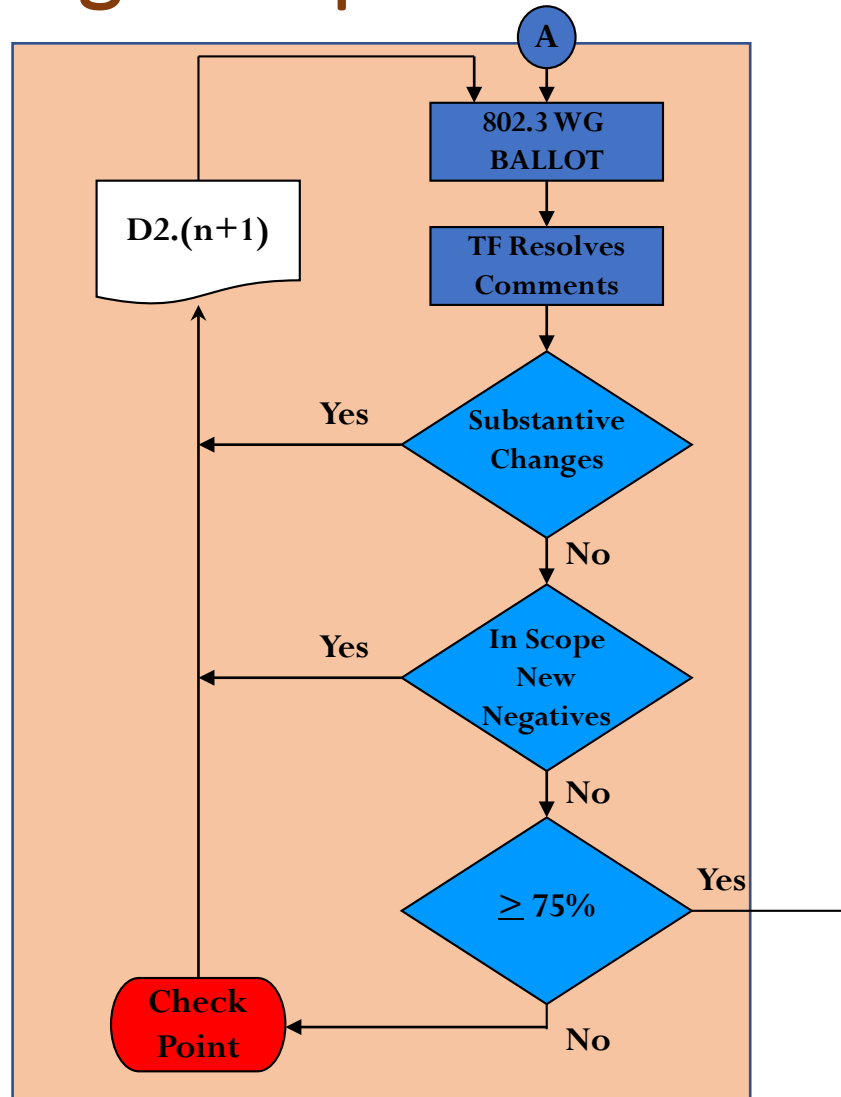 A
802.3 WG
BALLOT
D2.(n+1)
TF Resolves
Comments
Yes
Substantive
Changes
No
Yes
In Scope
New
Negatives
No
≥ 75%
Yes
Check
Point
No